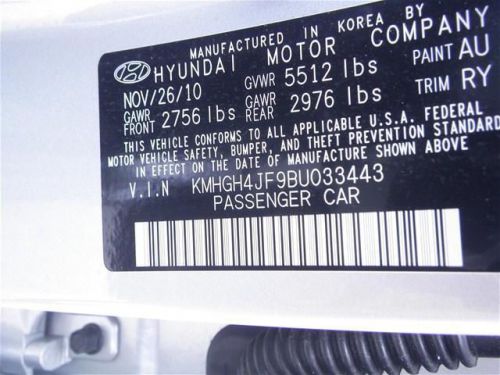 MANUFACTURED IN KOREA BY
HYUNDAI MOTOR COMPANY
NOV/26/10 GVWR 5512 lbs PAINT AU
GAWR FRONT 2756 lbs GAWR REAR 2976 lbs TRIM RY
THIS VEHICLE CONFORMS TO ALL APPLICABLE U.S.A. FEDERAL
MOTOR VEHICLE SAFETY, BUMPER, AND THEFT PREVENTION STANDARD
IN EFFECT ON THE DATE OF MANUFACTURE SHOWN ABOVE
V.I.N KMHGH4JF9BU033443
PASSENGER CAR